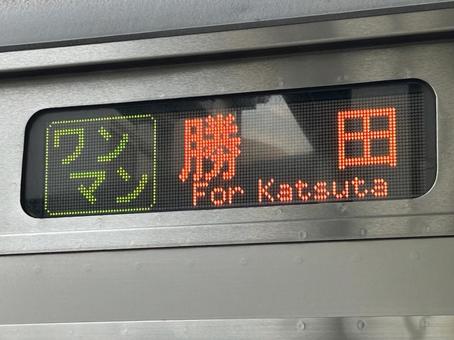 ワン
マン
勝田
For Katsuta